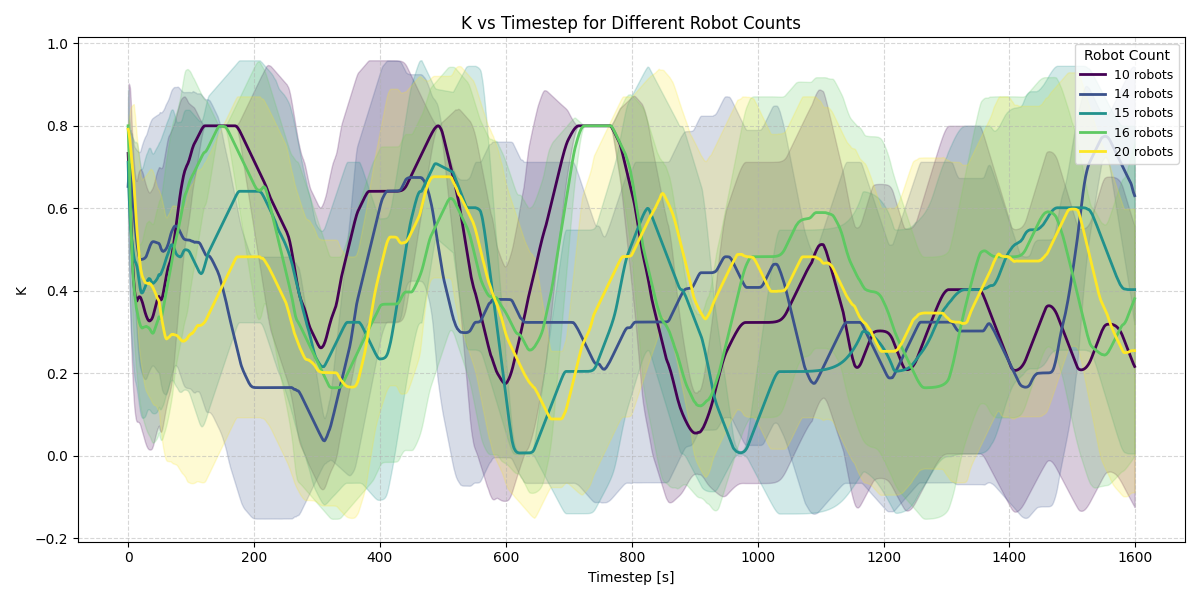 K vs Timestep for Different Robot Counts
Robot Count
10 robots
14 robots
15 robots
16 robots
20 robots
1.0
0.8
0.6
0.4
0.2
0.0
−0.2
K
0 200 400 600 800 1000 1200 1400 1600
Timestep [s]